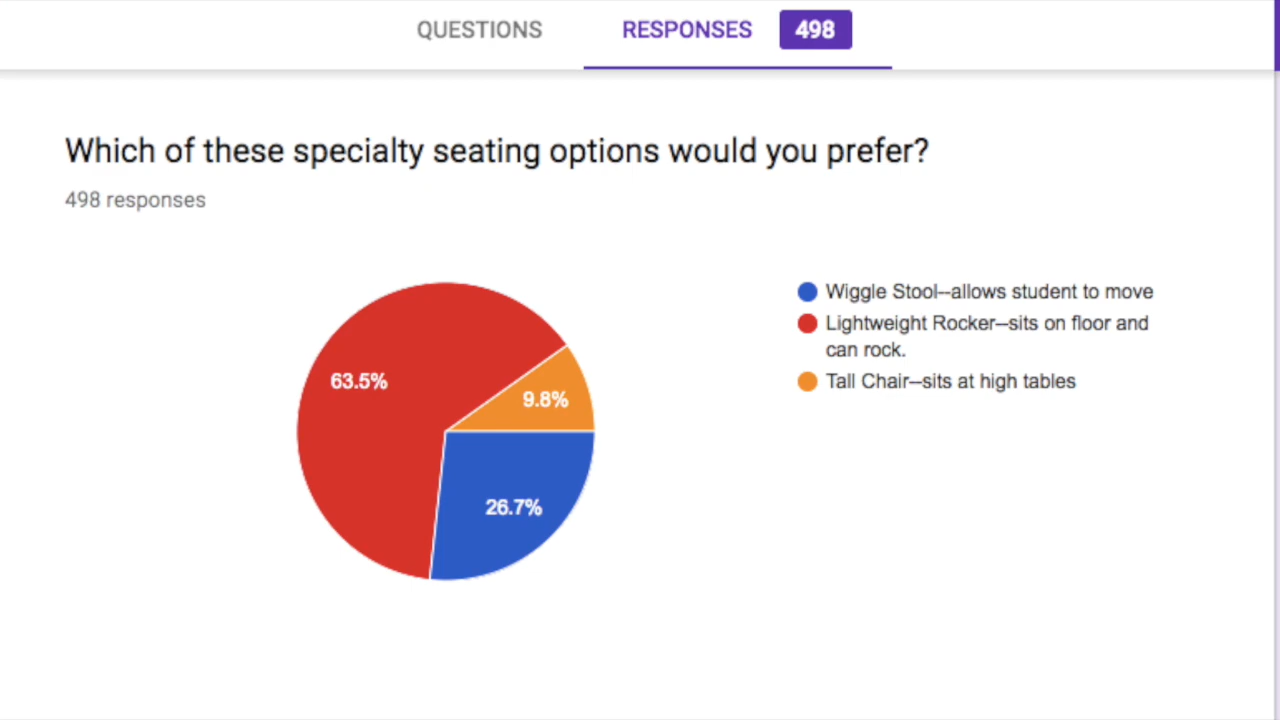 QUESTIONS RESPONSES 498
Which of these specialty seating options would you prefer?
498 responses
Wiggle Stool--allows student to move
Lightweight Rocker--sits on floor and
can rock.
Tall Chair--sits at high tables
63.5%
9.8%
26.7%